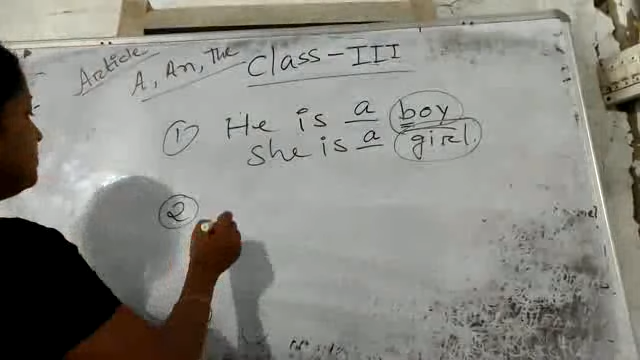 Article
A, An, The
Class-III
1) He is a boy
She is a girl.
2